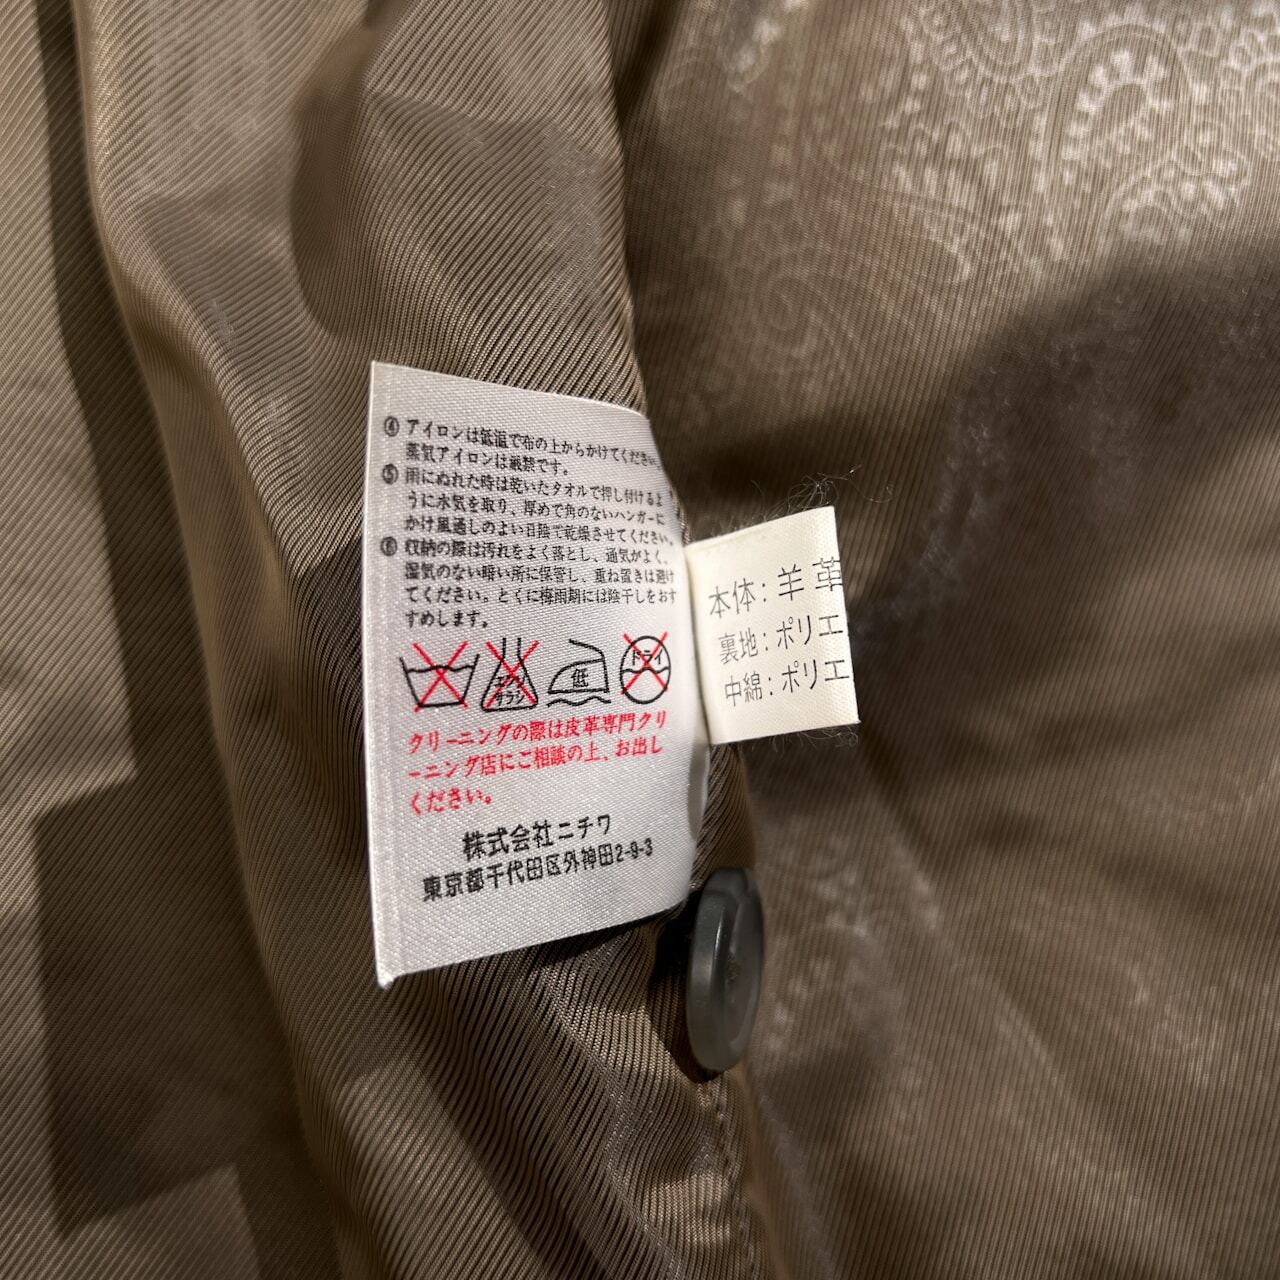 ④ アイロンは低温で布の上からかけてください。
蒸気アイロンは厳禁です。
⑤ 雨にぬれた時は乾いたタオルで押し付けるよ
うに水気を取り、厚めで角のないハンガーに
かけ風通しのよい日陰で乾燥させてください。
⑥ 収納の際は汚れをよく落とし、通気がよく、
湿気のない暗い所に保管し、重ね置きは避け
てください。とくに梅雨期には陰干しをおす
すめします。
エンソ
サラシ
低
ドライ
クリーニングの際は皮革専門クリ
ーニング店にご相談の上、お出し
ください。
株式会社ニチワ
東京都千代田区外神田2-9-3
本体:羊革
裏地:ポリエ
中綿:ポリエ